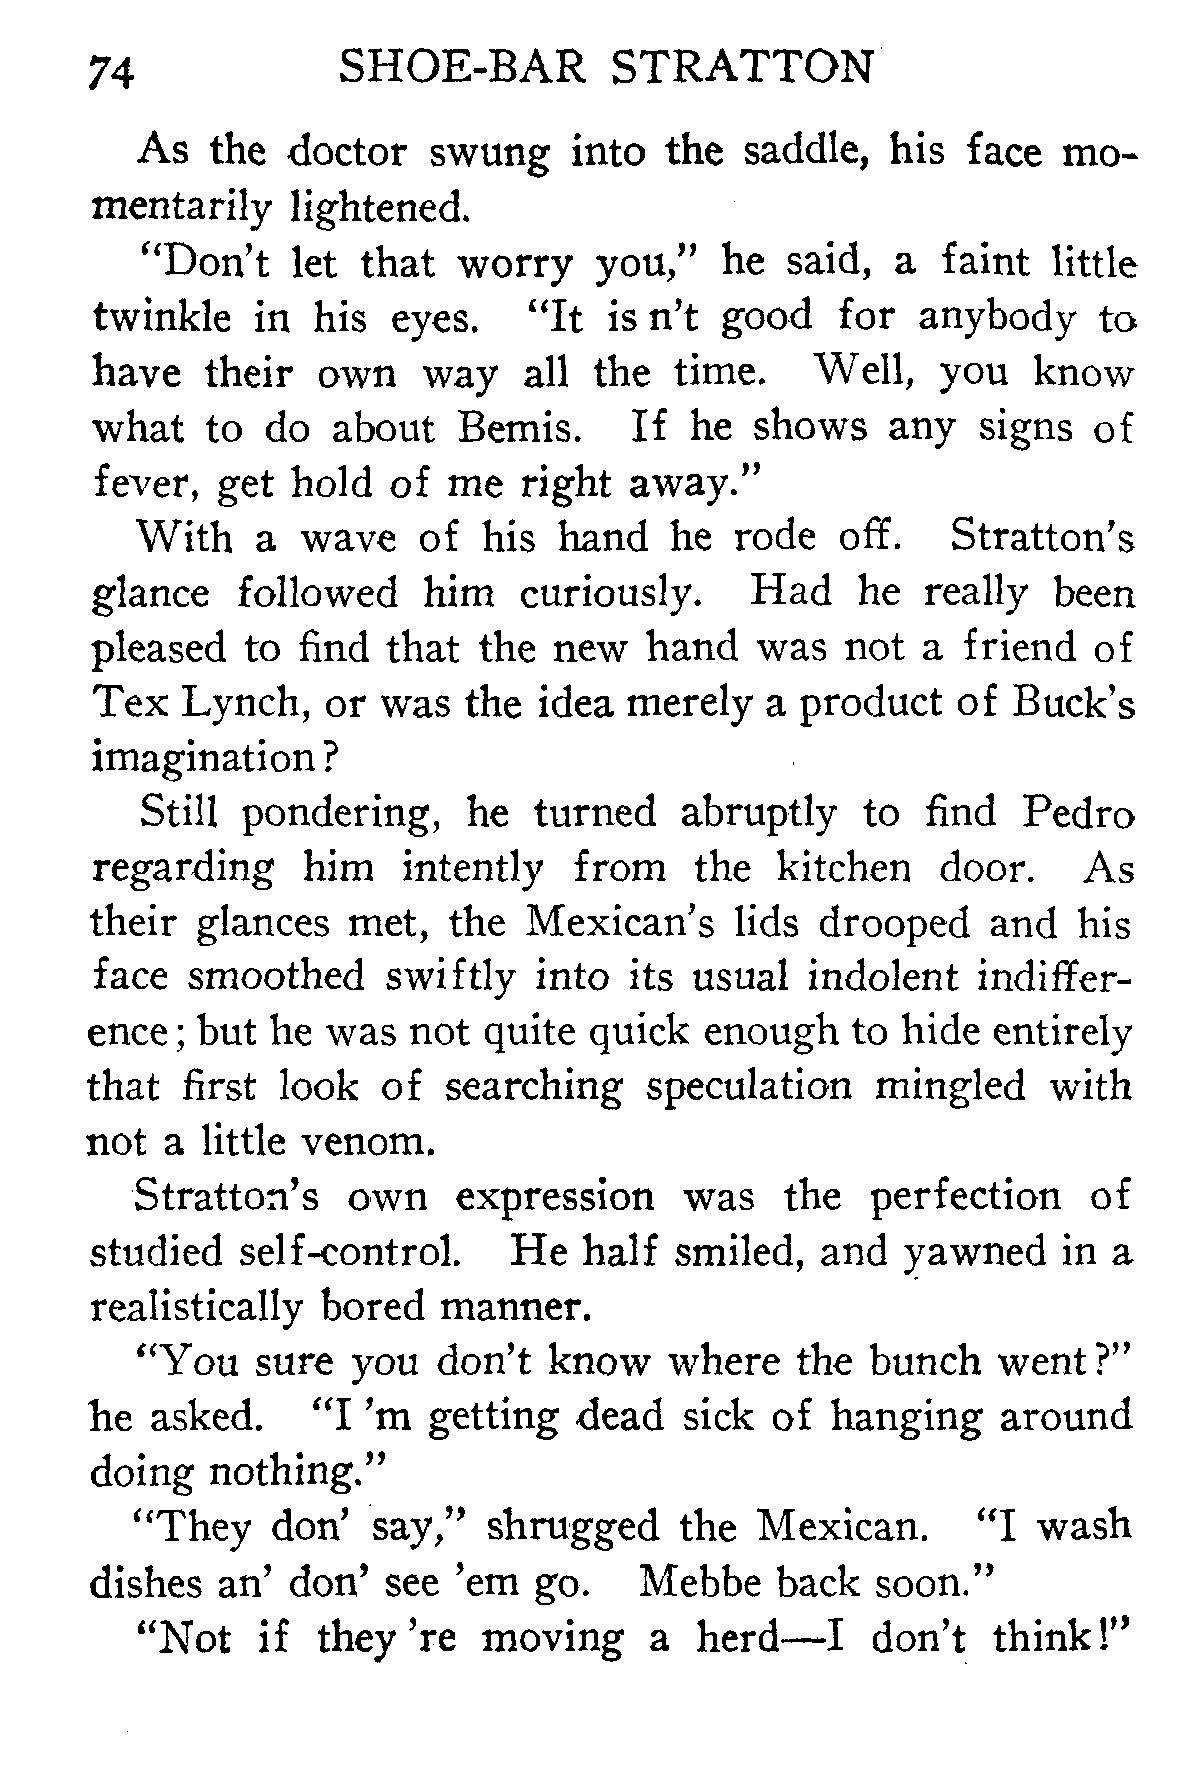 74 SHOE-BAR STRATTON
As the doctor swung into the saddle, his face mo-
mentarily lightened.
“Don’t let that worry you,” he said, a faint little
twinkle in his eyes. “It is n’t good for anybody to
have their own way all the time. Well, you know
what to do about Bemis. If he shows any signs of
fever, get hold of me right away.”
With a wave of his hand he rode off. Stratton’s
glance followed him curiously. Had he really been
pleased to find that the new hand was not a friend of
Tex Lynch, or was the idea merely a product of Buck’s
imagination?
Still pondering, he turned abruptly to find Pedro
regarding him intently from the kitchen door. As
their glances met, the Mexican’s lids drooped and his
face smoothed swiftly into its usual indolent indiffer-
ence; but he was not quite quick enough to hide entirely
that first look of searching speculation mingled with
not a little venom.
Stratton’s own expression was the perfection of
studied self-control. He half smiled, and yawned in a
realistically bored manner.
“You sure you don’t know where the bunch went?”
he asked. “I ’m getting dead sick of hanging around
doing nothing.”
“They don’ say,” shrugged the Mexican. “I wash
dishes an’ don’ see ’em go. Mebbe back soon.”
“Not if they ’re moving a herd—I don’t think!”